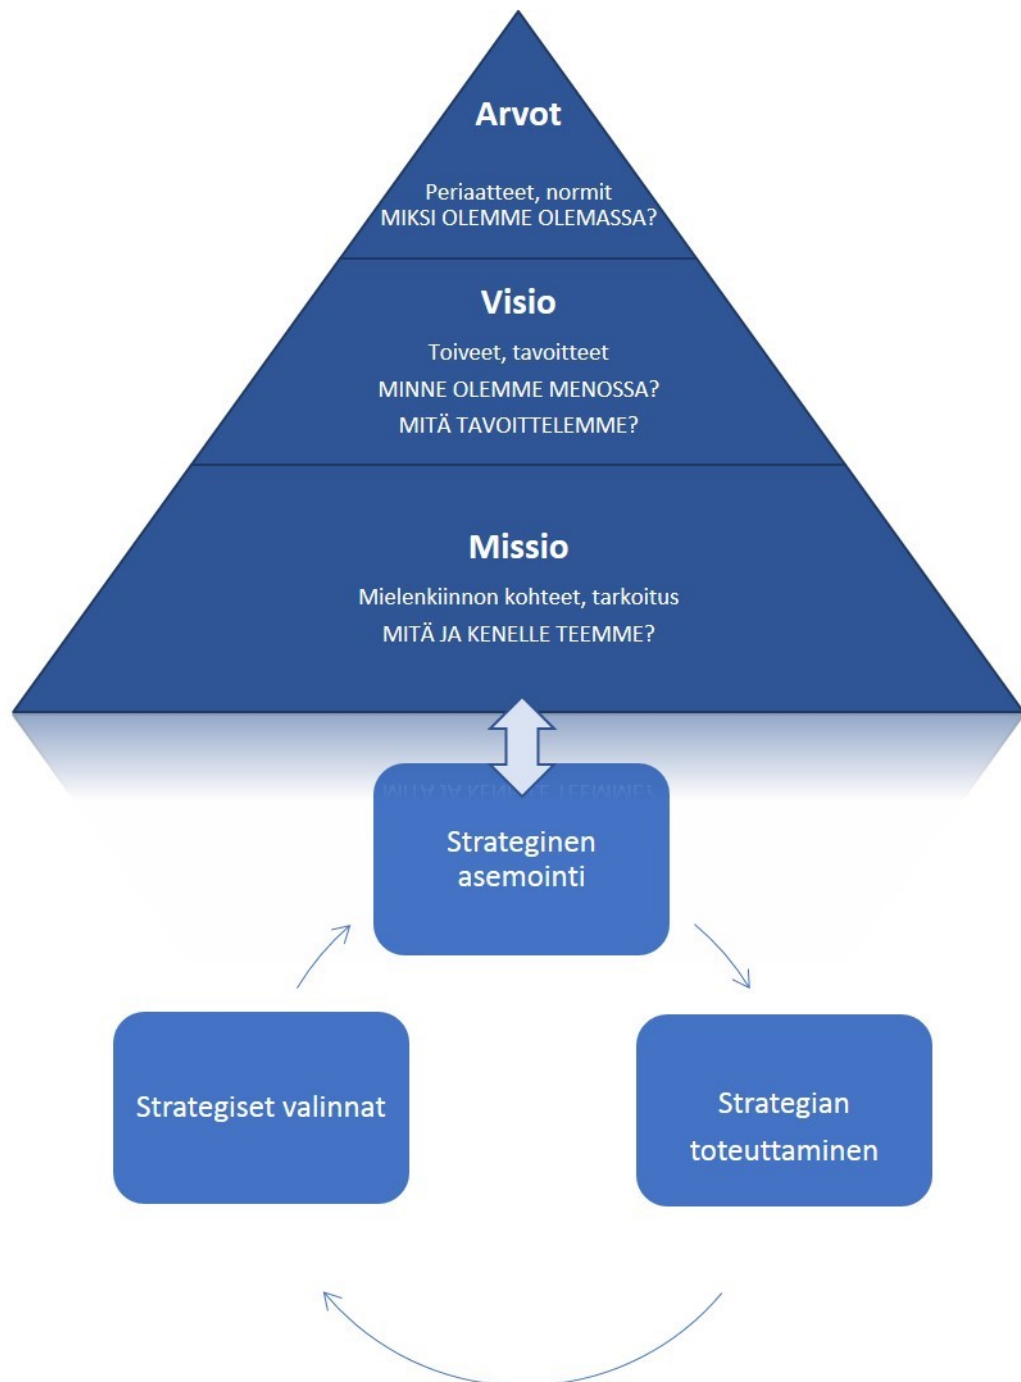 Arvot
Periaatteet, normit
MIKSI OLEMME OLEMASSA?
Visio
Toiveet, tavoitteet
MINNE OLEMME MENOSSA?
MITÄ TAVOITTELEMME?
Missio
Mielenkiinnon kohteet, tarkoitus
MITÄ JA KENELLE TEEMME?
Strateginen
asemointi
Strategiset valinnat
Strategian
toteuttaminen